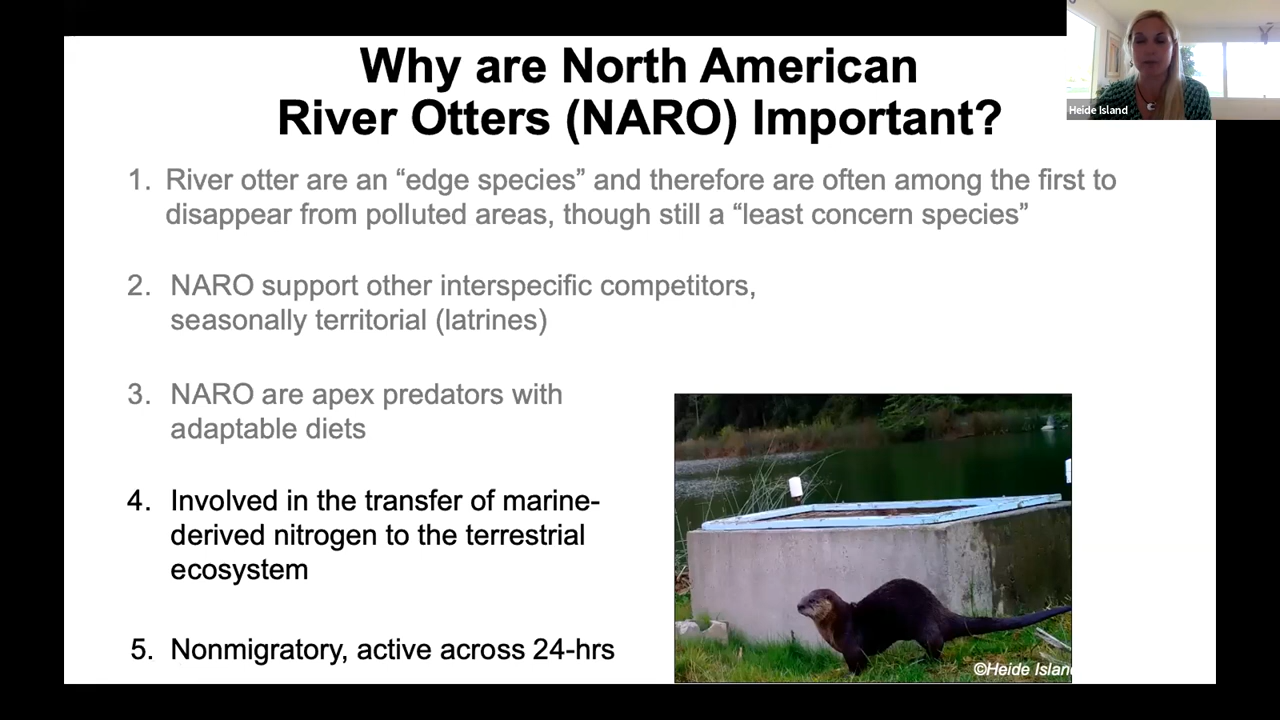 Why are North American
River Otters (NARO) Important?
Heide Island
1. River otter are an “edge species” and therefore are often among the first to
disappear from polluted areas, though still a “least concern species”
2. NARO support other interspecific competitors,
seasonally territorial (latrines)
3. NARO are apex predators with
adaptable diets
4. Involved in the transfer of marine-
derived nitrogen to the terrestrial
ecosystem
5. Nonmigratory, active across 24-hrs
©Heide Island